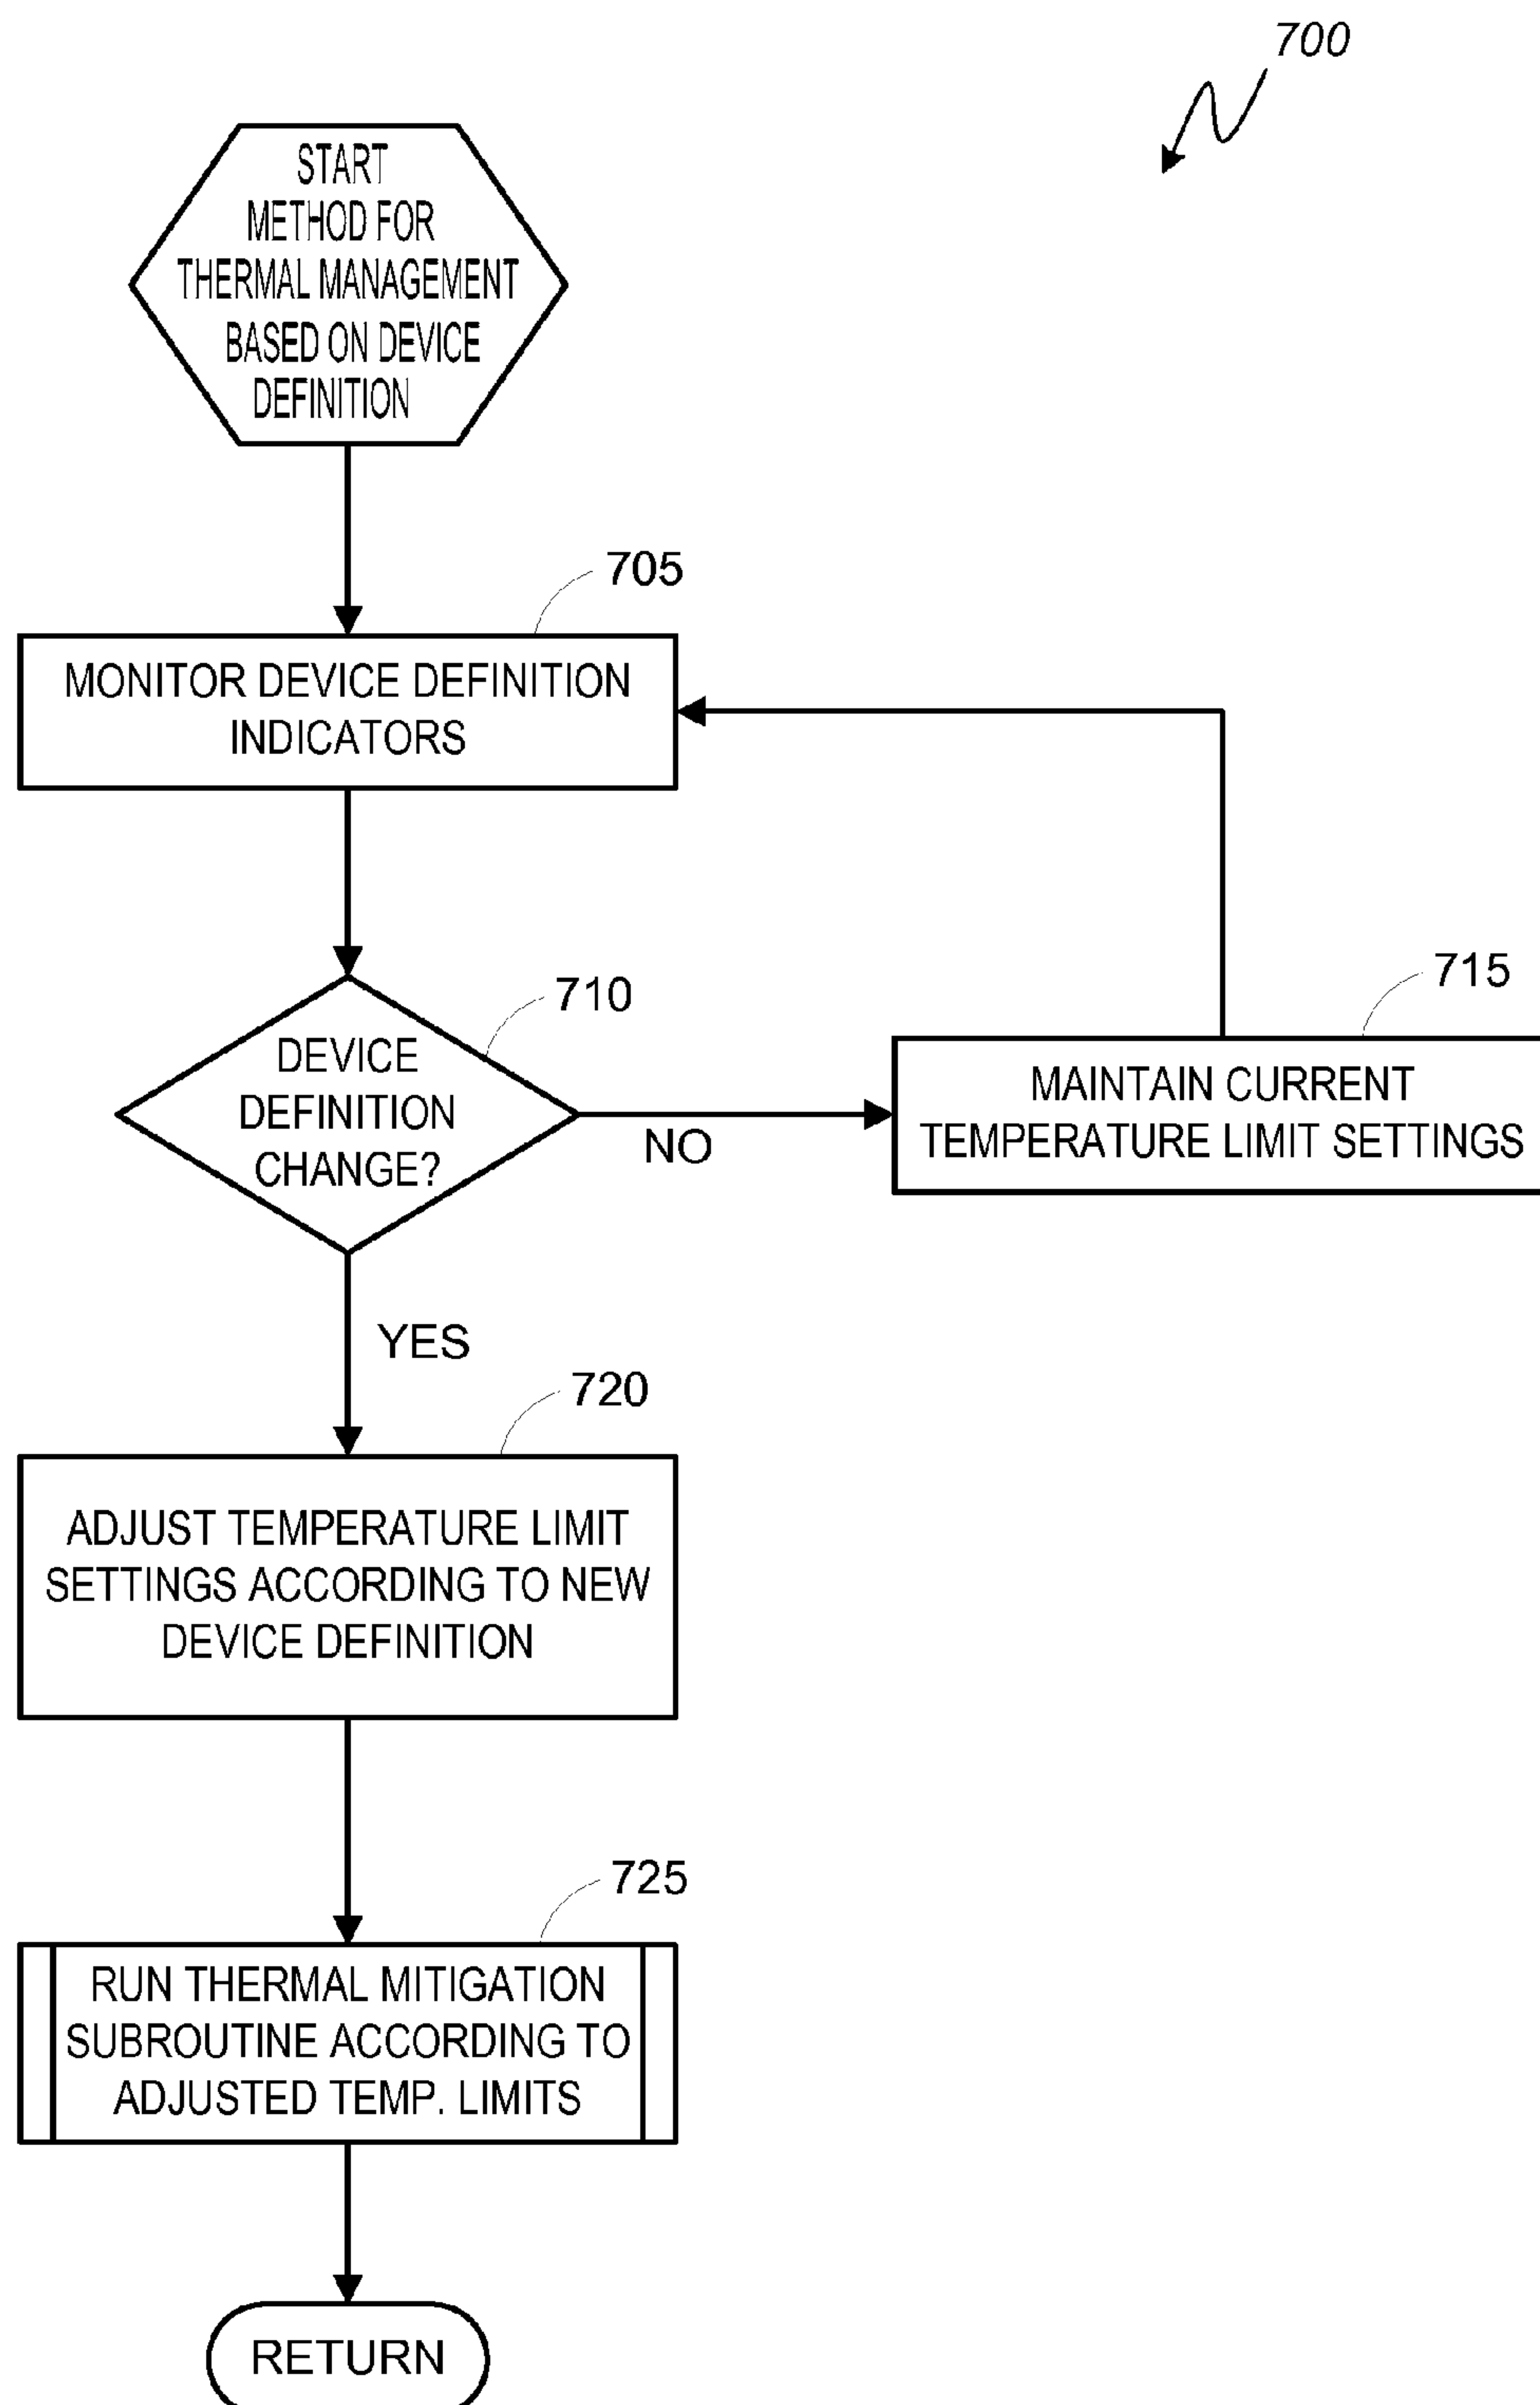 700
START
METHOD FOR
THERMAL MANAGEMENT
BASED ON DEVICE
DEFINITION
705
MONITOR DEVICE DEFINITION
INDICATORS
710
DEVICE
DEFINITION
CHANGE?
NO
715
MAINTAIN CURRENT
TEMPERATURE LIMIT SETTINGS
YES
720
ADJUST TEMPERATURE LIMIT
SETTINGS ACCORDING TO NEW
DEVICE DEFINITION
725
RUN THERMAL MITIGATION
SUBROUTINE ACCORDING TO
ADJUSTED TEMP. LIMITS
RETURN